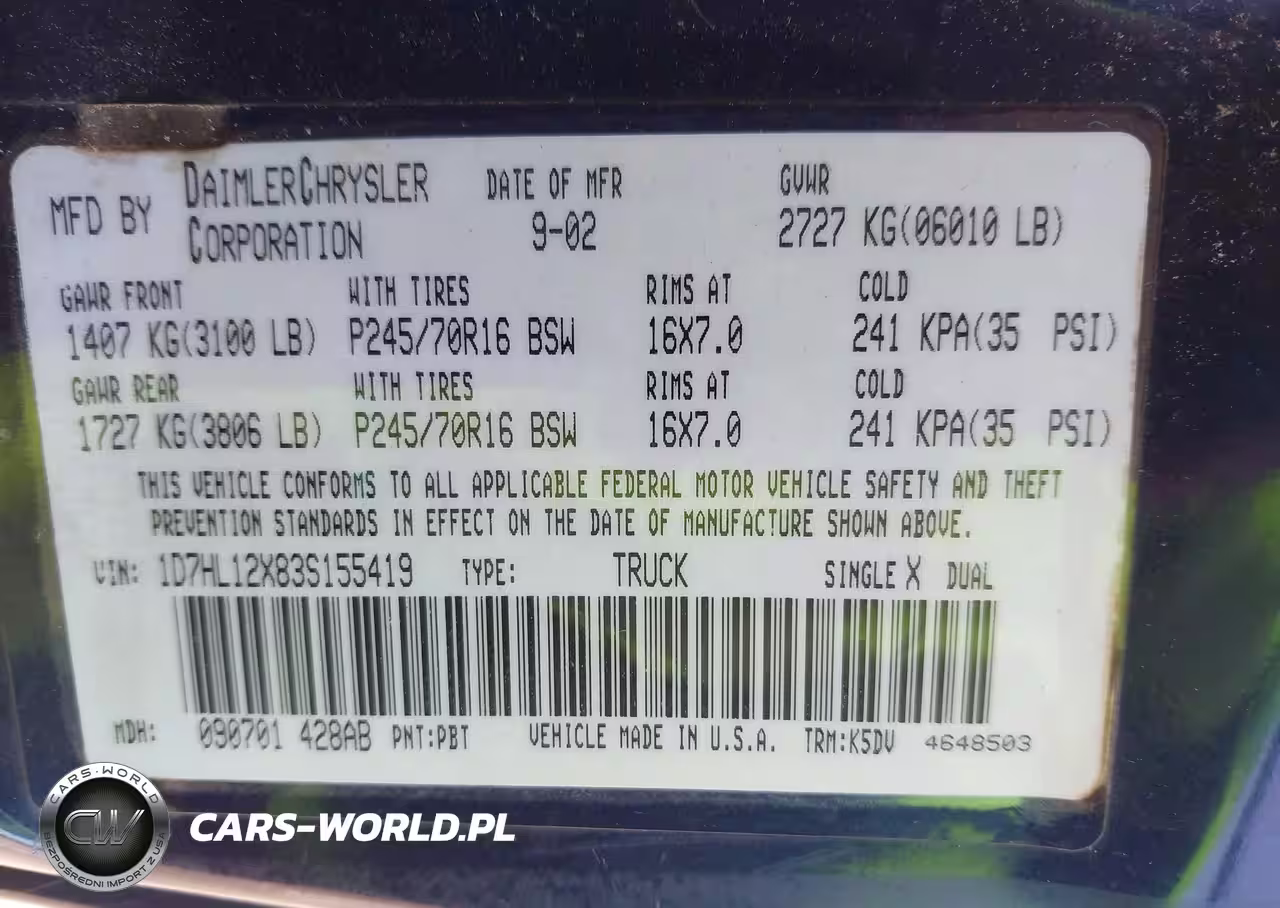 MFD BY DAIMLERCHRYSLER CORPORATION DATE OF MFR 9-02 GVWR 2727 KG(06010 LB)
GAWR FRONT WITH TIRES RIMS AT COLD
1407 KG(3100 LB) P245/70R16 BSW 16X7.0 241 KPA(35 PSI)
GAWR REAR WITH TIRES RIMS AT COLD
1727 KG(3806 LB) P245/70R16 BSW 16X7.0 241 KPA(35 PSI)
THIS VEHICLE CONFORMS TO ALL APPLICABLE FEDERAL MOTOR VEHICLE SAFETY AND THEFT
PREVENTION STANDARDS IN EFFECT ON THE DATE OF MANUFACTURE SHOWN ABOVE.
VIN: 1D7HL12X83S155419 TYPE: TRUCK SINGLE X DUAL
MDH: 090701 428AB PNT:PBT VEHICLE MADE IN U.S.A. TRM:K5DV 4648503
CARS-WORLD
CW
BEZPOŚREDNI IMPORT Z USA
CARS-WORLD.PL